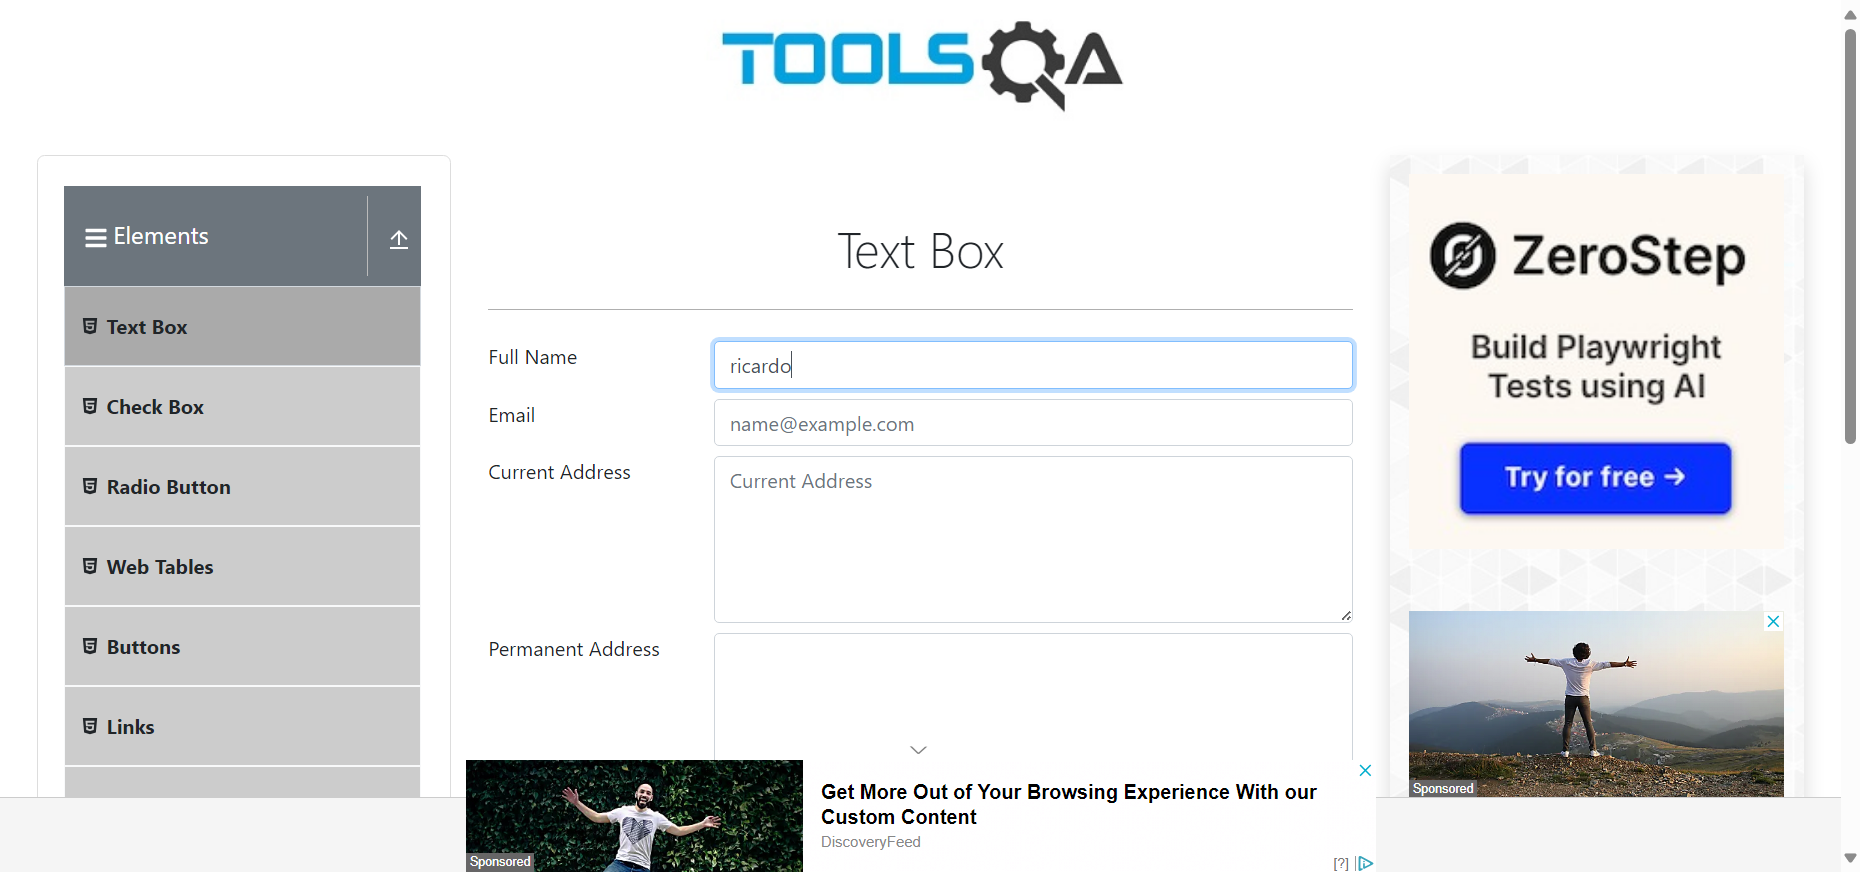 TOOLSQA
Elements
Text Box
Check Box
Radio Button
Web Tables
Buttons
Links
Text Box
Full Name
ricardo
Email
name@example.com
Current Address
Current Address
Permanent Address
ZeroStep
Build Playwright
Tests using AI
Try for free →
Sponsored
Sponsored
Get More Out of Your Browsing Experience With our
Custom Content
DiscoveryFeed
[?]